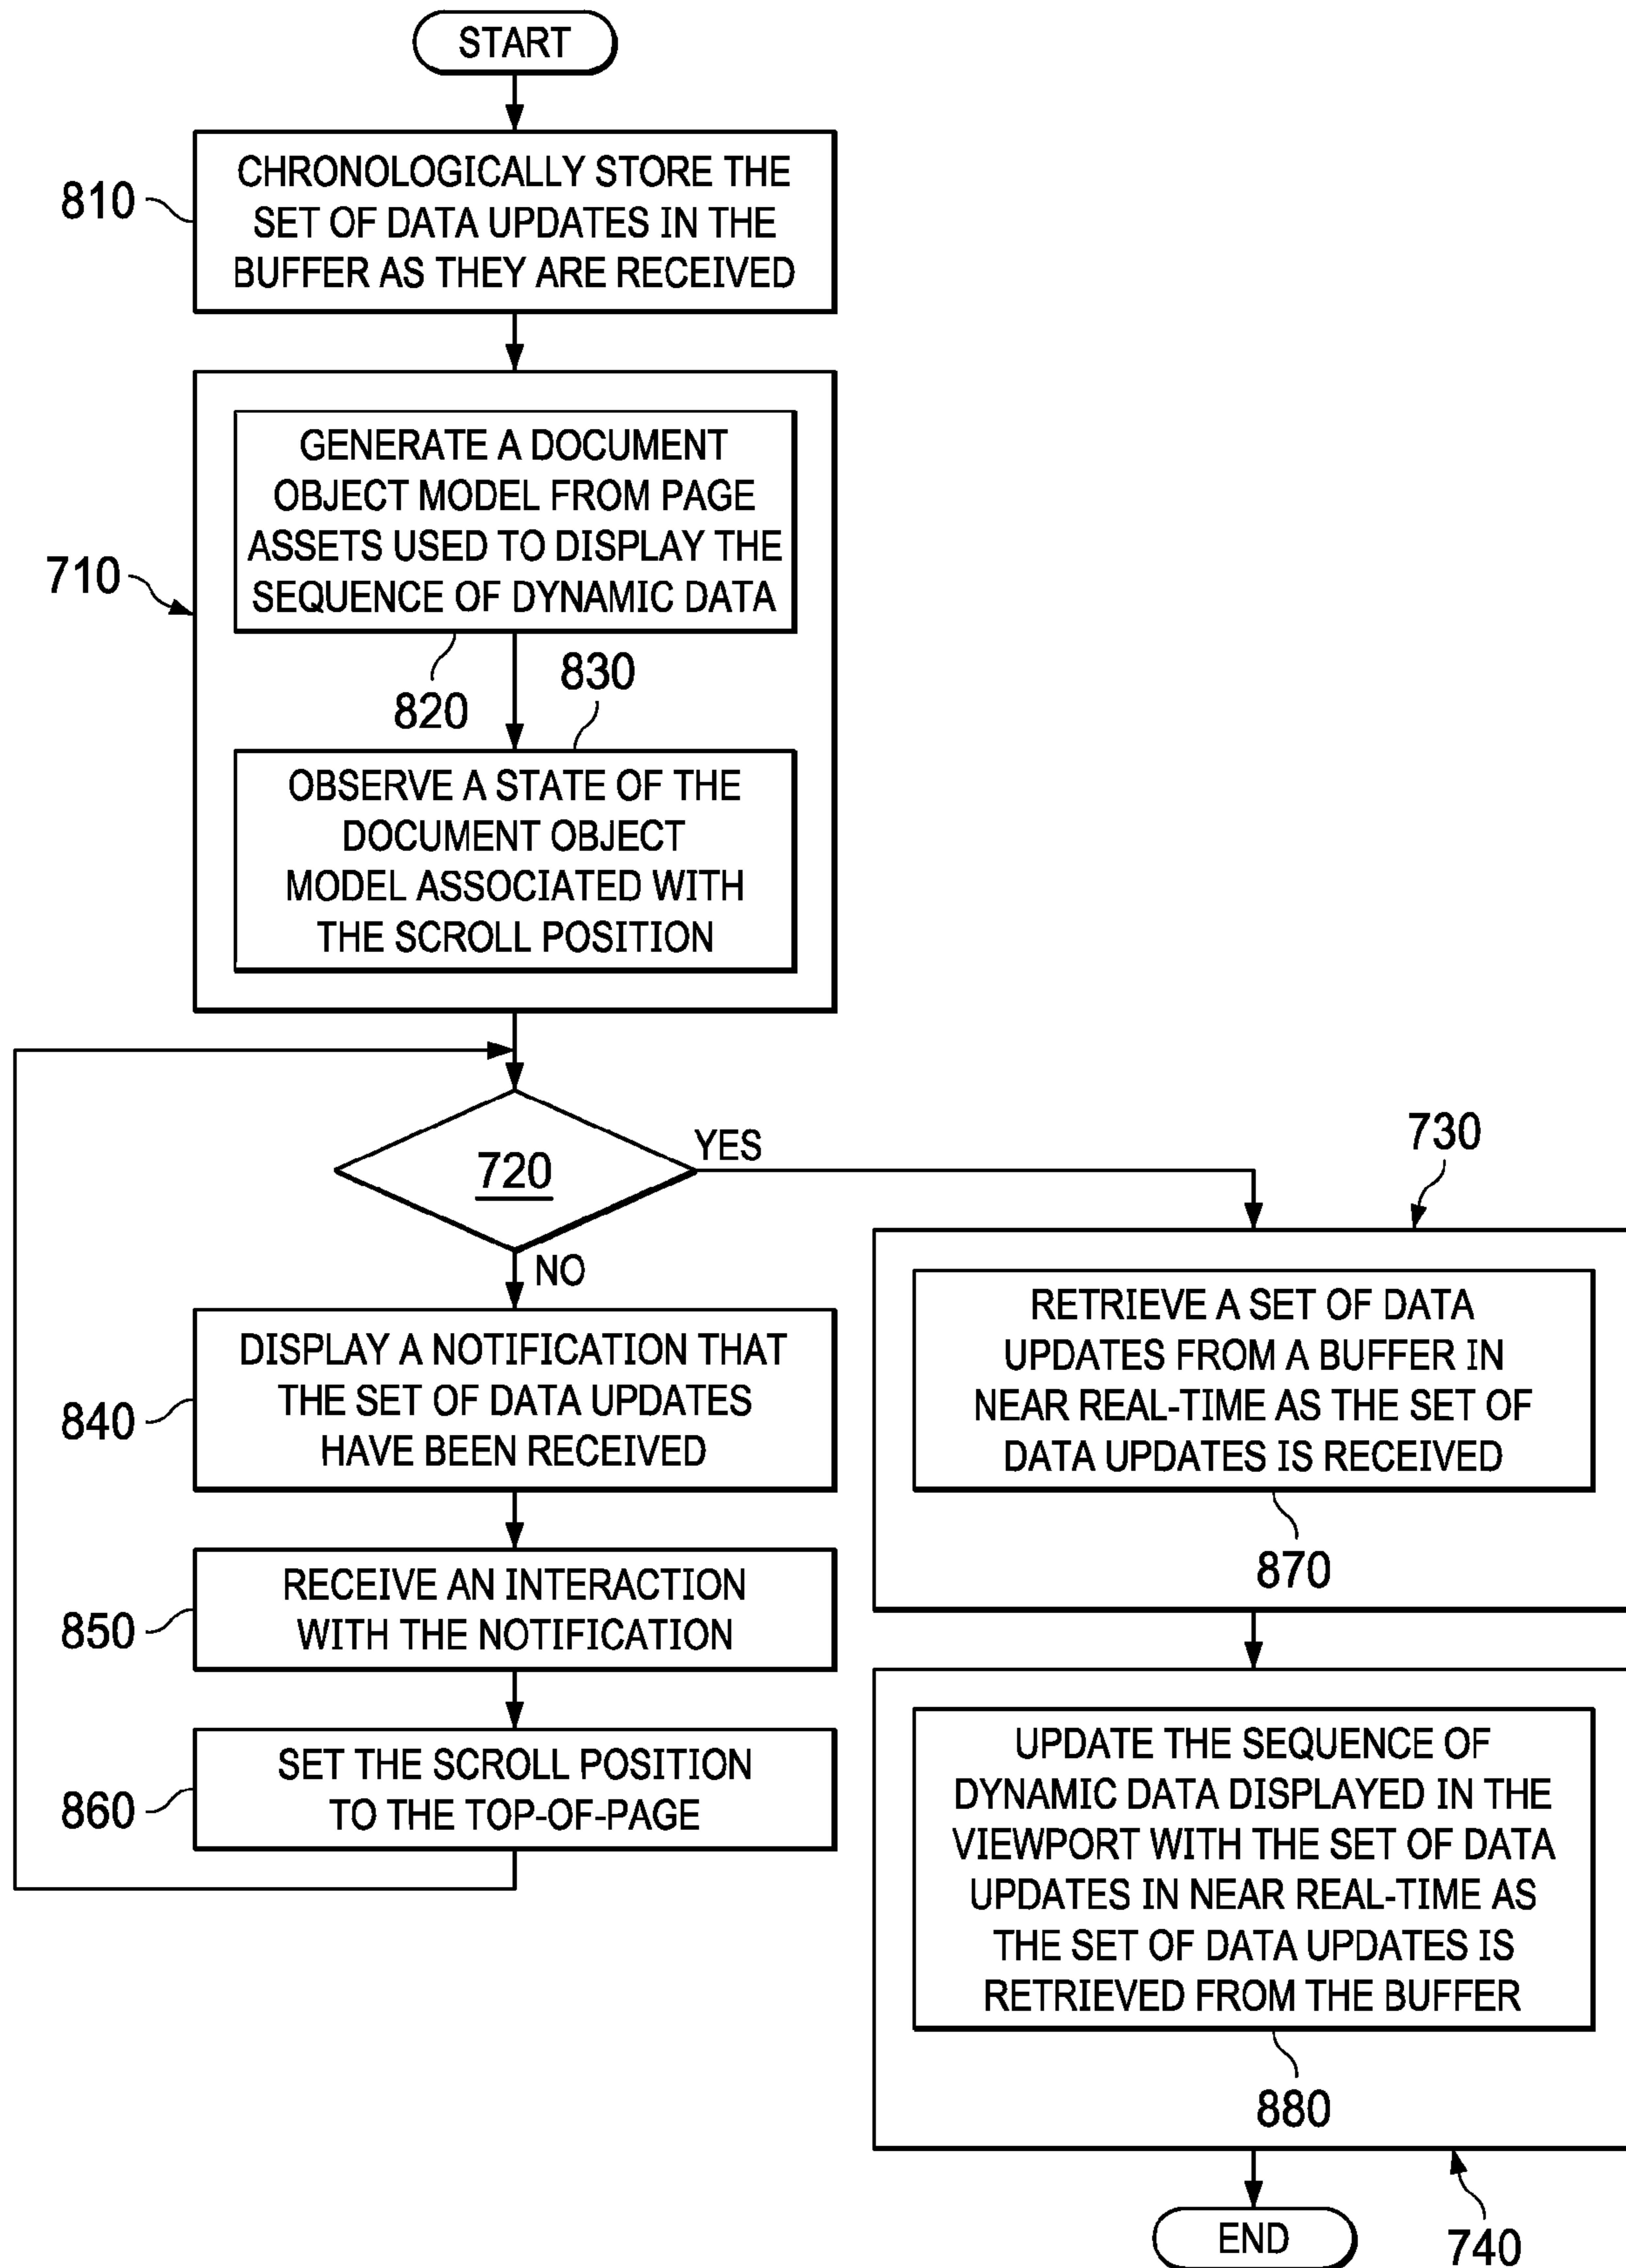 START
CHRONOLOGICALLY STORE THE
SET OF DATA UPDATES IN THE
BUFFER AS THEY ARE RECEIVED
810
GENERATE A DOCUMENT
OBJECT MODEL FROM PAGE
ASSETS USED TO DISPLAY THE
SEQUENCE OF DYNAMIC DATA
710
820
830
OBSERVE A STATE OF THE
DOCUMENT OBJECT
MODEL ASSOCIATED WITH
THE SCROLL POSITION
720
YES
NO
DISPLAY A NOTIFICATION THAT
THE SET OF DATA UPDATES
HAVE BEEN RECEIVED
840
RECEIVE AN INTERACTION
WITH THE NOTIFICATION
850
SET THE SCROLL POSITION
TO THE TOP-OF-PAGE
860
730
RETRIEVE A SET OF DATA
UPDATES FROM A BUFFER IN
NEAR REAL-TIME AS THE SET OF
DATA UPDATES IS RECEIVED
870
UPDATE THE SEQUENCE OF
DYNAMIC DATA DISPLAYED IN THE
VIEWPORT WITH THE SET OF DATA
UPDATES IN NEAR REAL-TIME AS
THE SET OF DATA UPDATES IS
RETRIEVED FROM THE BUFFER
880
END
740